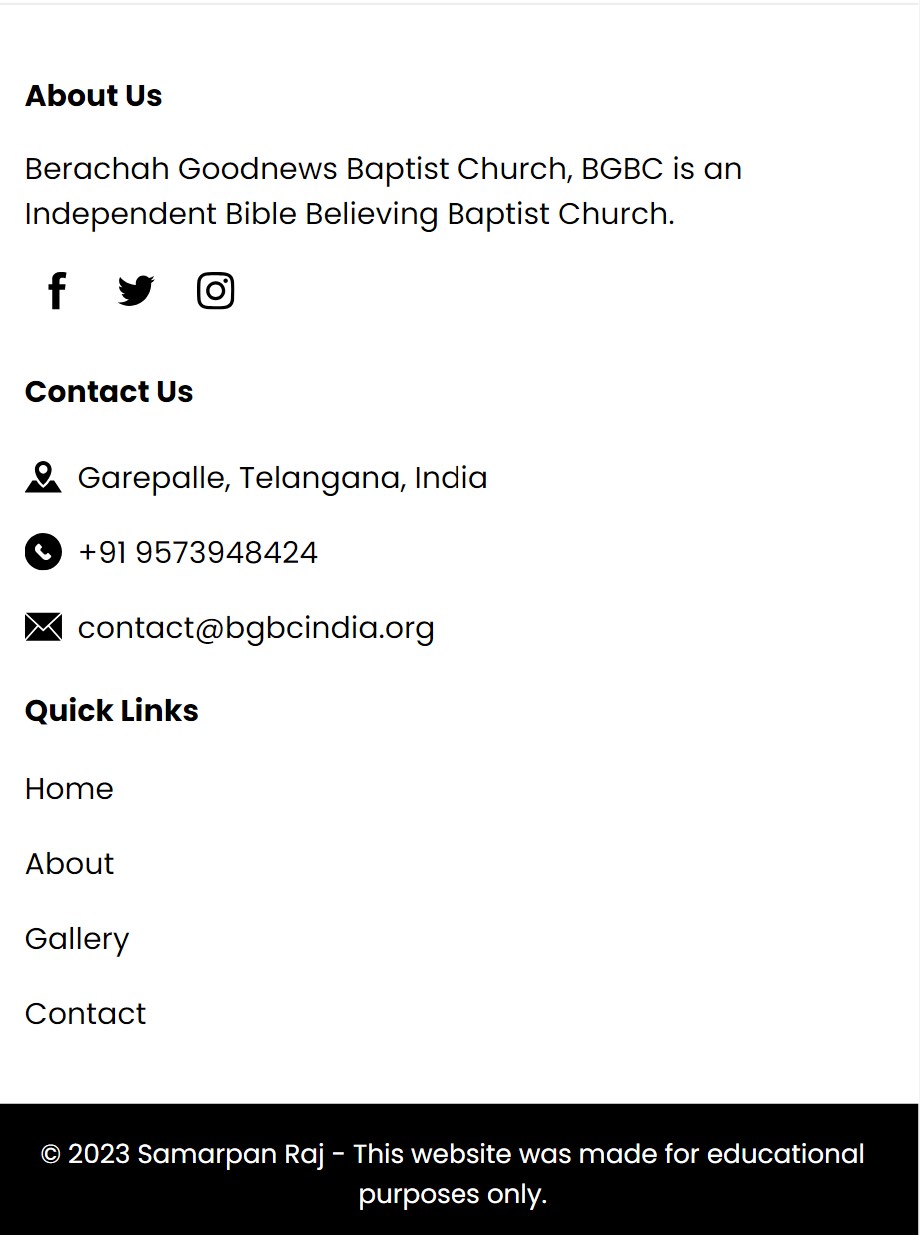 About Us
Berachah Goodnews Baptist Church, BGBC is an
Independent Bible Believing Baptist Church.
Contact Us
Garepalle, Telangana, India
+91 9573948424
contact@bgbcindia.org
Quick Links
Home
About
Gallery
Contact
© 2023 Samarpan Raj - This website was made for educational
purposes only.